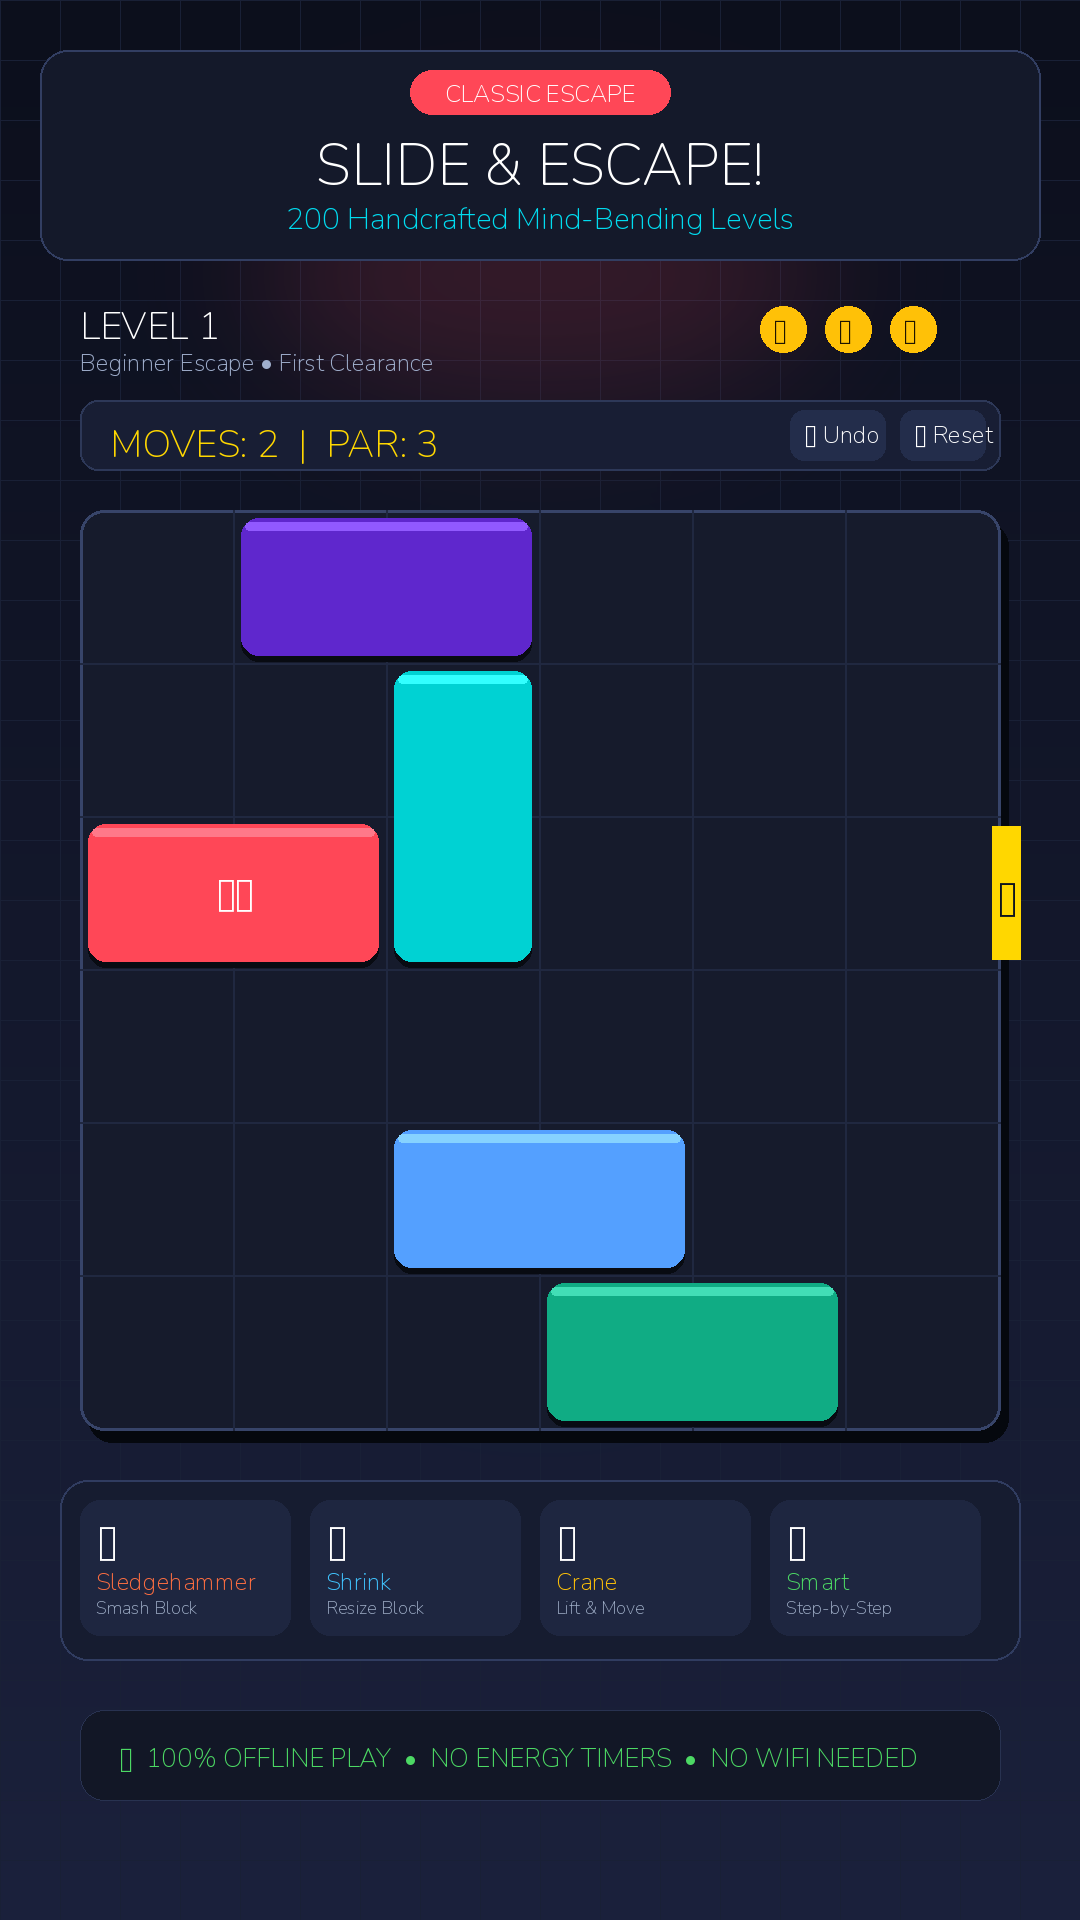 CLASSIC ESCAPE
SLIDE & ESCAPE!
200 Handcrafted Mind-Bending Levels
LEVEL 1
Beginner Escape • First Clearance
MOVES: 2 | PAR: 3
Undo
Reset
Sledgehammer
Smash Block
Shrink
Resize Block
Crane
Lift & Move
Smart
Step-by-Step
100% OFFLINE PLAY • NO ENERGY TIMERS • NO WIFI NEEDED